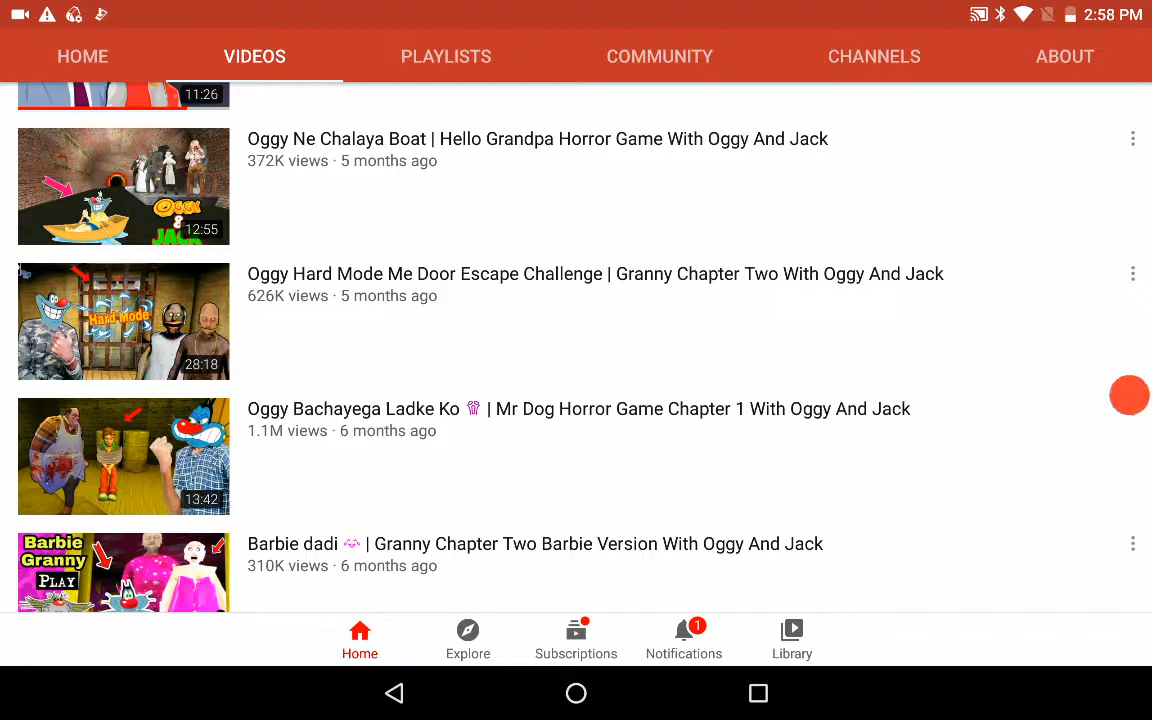 2:58 PM
HOME VIDEOS PLAYLISTS COMMUNITY CHANNELS ABOUT
11:26
Oggy Ne Chalaya Boat | Hello Grandpa Horror Game With Oggy And Jack
372K views · 5 months ago
OGGY
&
JACK
12:55
Oggy Hard Mode Me Door Escape Challenge | Granny Chapter Two With Oggy And Jack
626K views · 5 months ago
Hard Mode
28:18
Oggy Bachayega Ladke Ko | Mr Dog Horror Game Chapter 1 With Oggy And Jack
1.1M views · 6 months ago
13:42
Barbie dadi | Granny Chapter Two Barbie Version With Oggy And Jack
310K views · 6 months ago
Barbie
Granny
PLAY
1
Home Explore Subscriptions Notifications Library